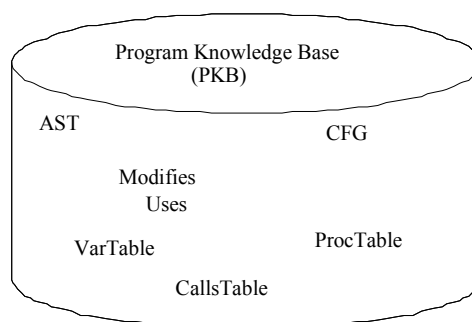 Program Knowledge Base
(PKB)
AST
CFG
Modifies
Uses
VarTable
ProcTable
CallsTable